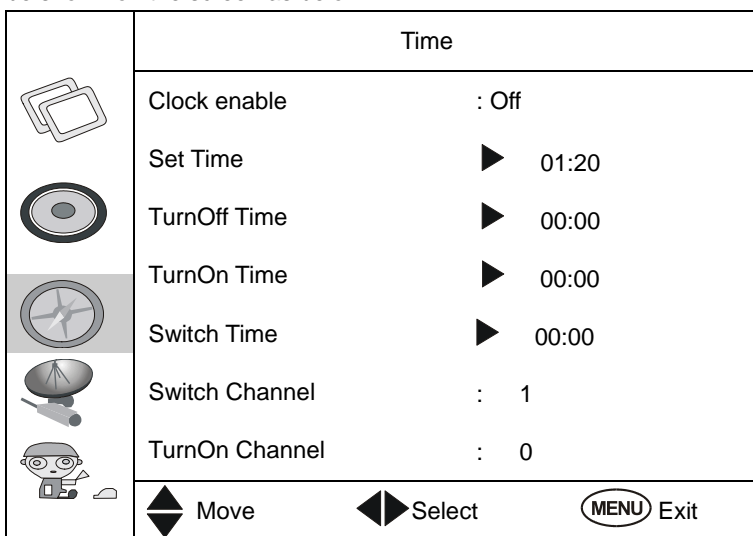 Time
Clock enable : Off
Set Time 01:20
TurnOff Time 00:00
TurnOn Time 00:00
Switch Time 00:00
Switch Channel : 1
TurnOn Channel : 0
Move Select MENU Exit